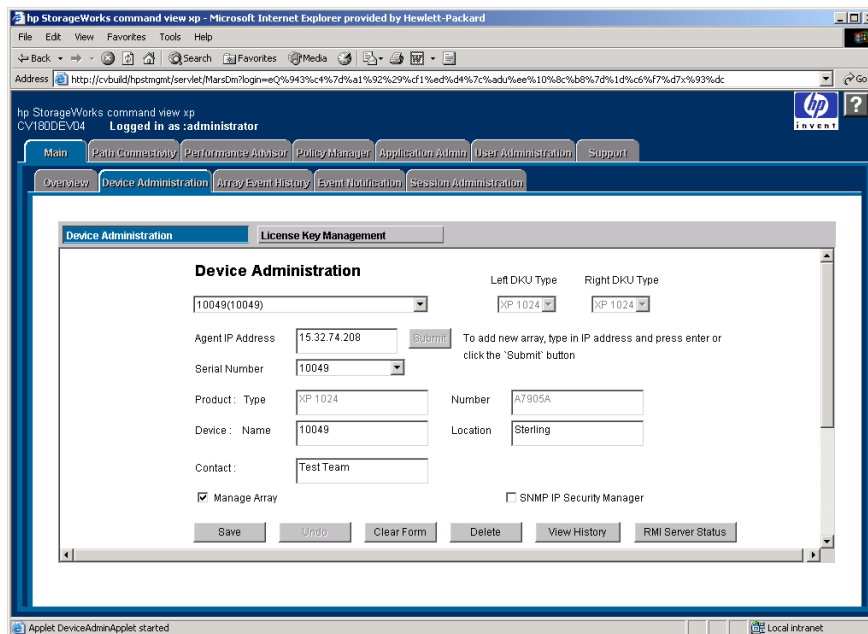 hp StorageWorks command view xp - Microsoft Internet Explorer provided by Hewlett-Packard
File Edit View Favorites Tools Help
Back Search Favorites Media
Address http://cvbuild/hpstmgmt/servlet/MarsDm?login=eQ%943%c4%7d%a1%92%29%cf1%ed%d4%7c%adu%ee%10%8c%b8%7d%1d%c6%f7%d7x%93%dc Go
hp StorageWorks command view xp
CV180DEV04 Logged in as :administrator
hp
invent
?
Main Path Connectivity Performance Advisor Policy Manager Application Admin User Administration Support
Overview Device Administration Array Event History Event Notification Session Administration
Device Administration License Key Management
Device Administration
Left DKU Type Right DKU Type
10049(10049) XP 1024 XP 1024
Agent IP Address 15.32.74.208 Submit To add new array, type in IP address and press enter or
click the `Submit` button
Serial Number 10049
Product : Type XP 1024 Number A7905A
Device : Name 10049 Location Sterling
Contact : Test Team
Manage Array SNMP IP Security Manager
Save Undo Clear Form Delete View History RMI Server Status
Applet DeviceAdminApplet started Local intranet